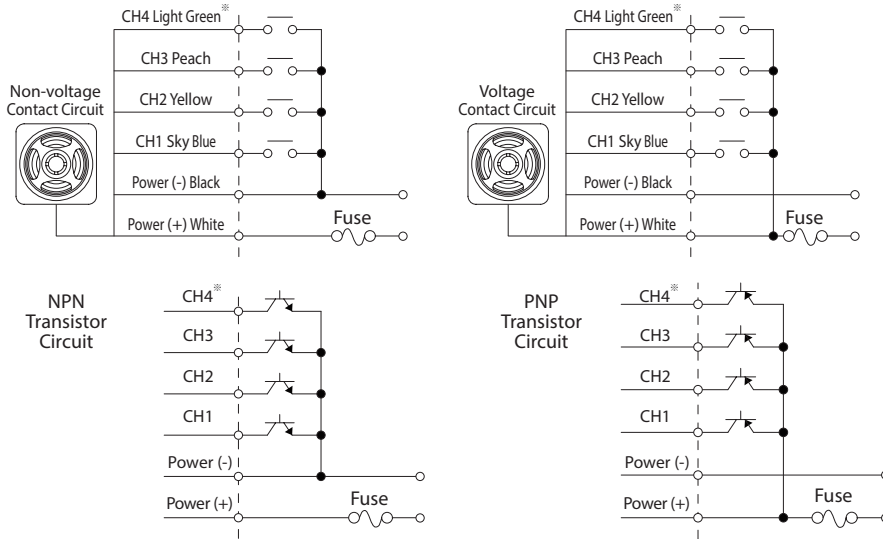 Non-voltage
Contact Circuit
CH4 Light Green※
CH3 Peach
CH2 Yellow
CH1 Sky Blue
Power (-) Black
Power (+) White
Fuse
Voltage
Contact Circuit
CH4 Light Green※
CH3 Peach
CH2 Yellow
CH1 Sky Blue
Power (-) Black
Power (+) White
Fuse
NPN
Transistor
Circuit
CH4※
CH3
CH2
CH1
Power (-)
Power (+)
Fuse
PNP
Transistor
Circuit
CH4※
CH3
CH2
CH1
Power (-)
Power (+)
Fuse